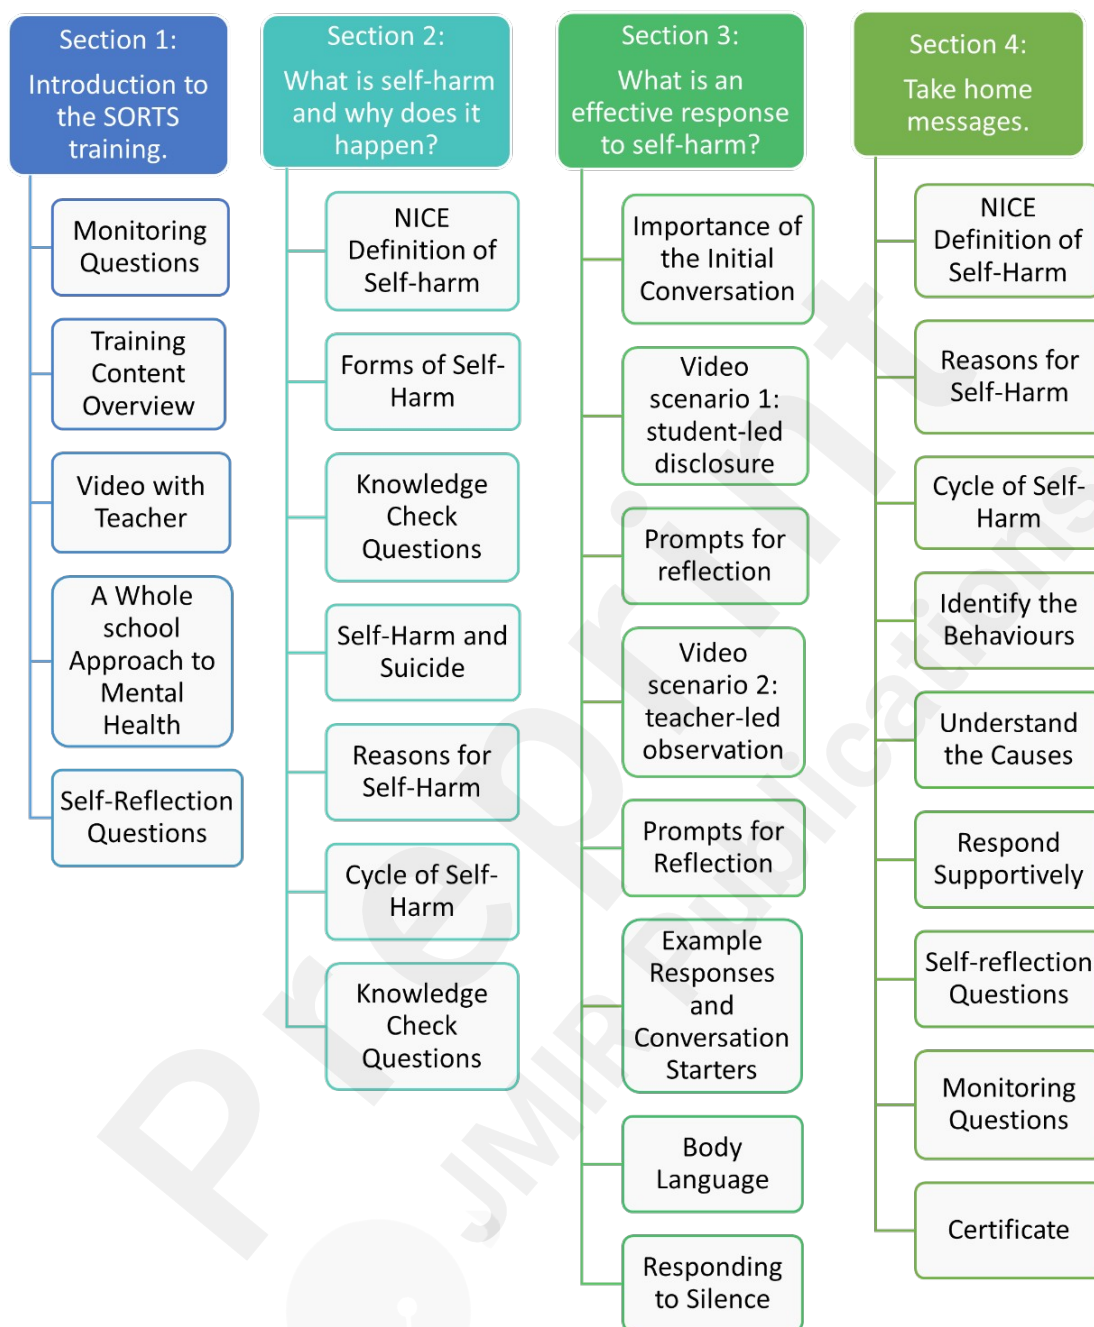 Section 1:
Introduction to
the SORTS
training.
Monitoring
Questions
Training
Content
Overview
Video with
Teacher
A Whole
school
Approach to
Mental
Health
Self-Reflection
Questions
Section 2:
What is self-harm
and why does it
happen?
NICE
Definition of
Self-harm
Forms of Self-
Harm
Knowledge
Check
Questions
Self-Harm and
Suicide
Reasons for
Self-Harm
Cycle of Self-
Harm
Knowledge
Check
Questions
Section 3:
What is an
effective response
to self-harm?
Importance of
the Initial
Conversation
Video
scenario 1:
student-led
disclosure
Prompts for
reflection
Video
scenario 2:
teacher-led
observation
Prompts for
Reflection
Example
Responses
and
Conversation
Starters
Body
Language
Responding
to Silence
Section 4:
Take home
messages.
NICE
Definition of
Self-Harm
Reasons for
Self-Harm
Cycle of Self-
Harm
Identify the
Behaviours
Understand
the Causes
Respond
Supportively
Self-reflection
Questions
Monitoring
Questions
Certificate
Preprint
JMIR Publications